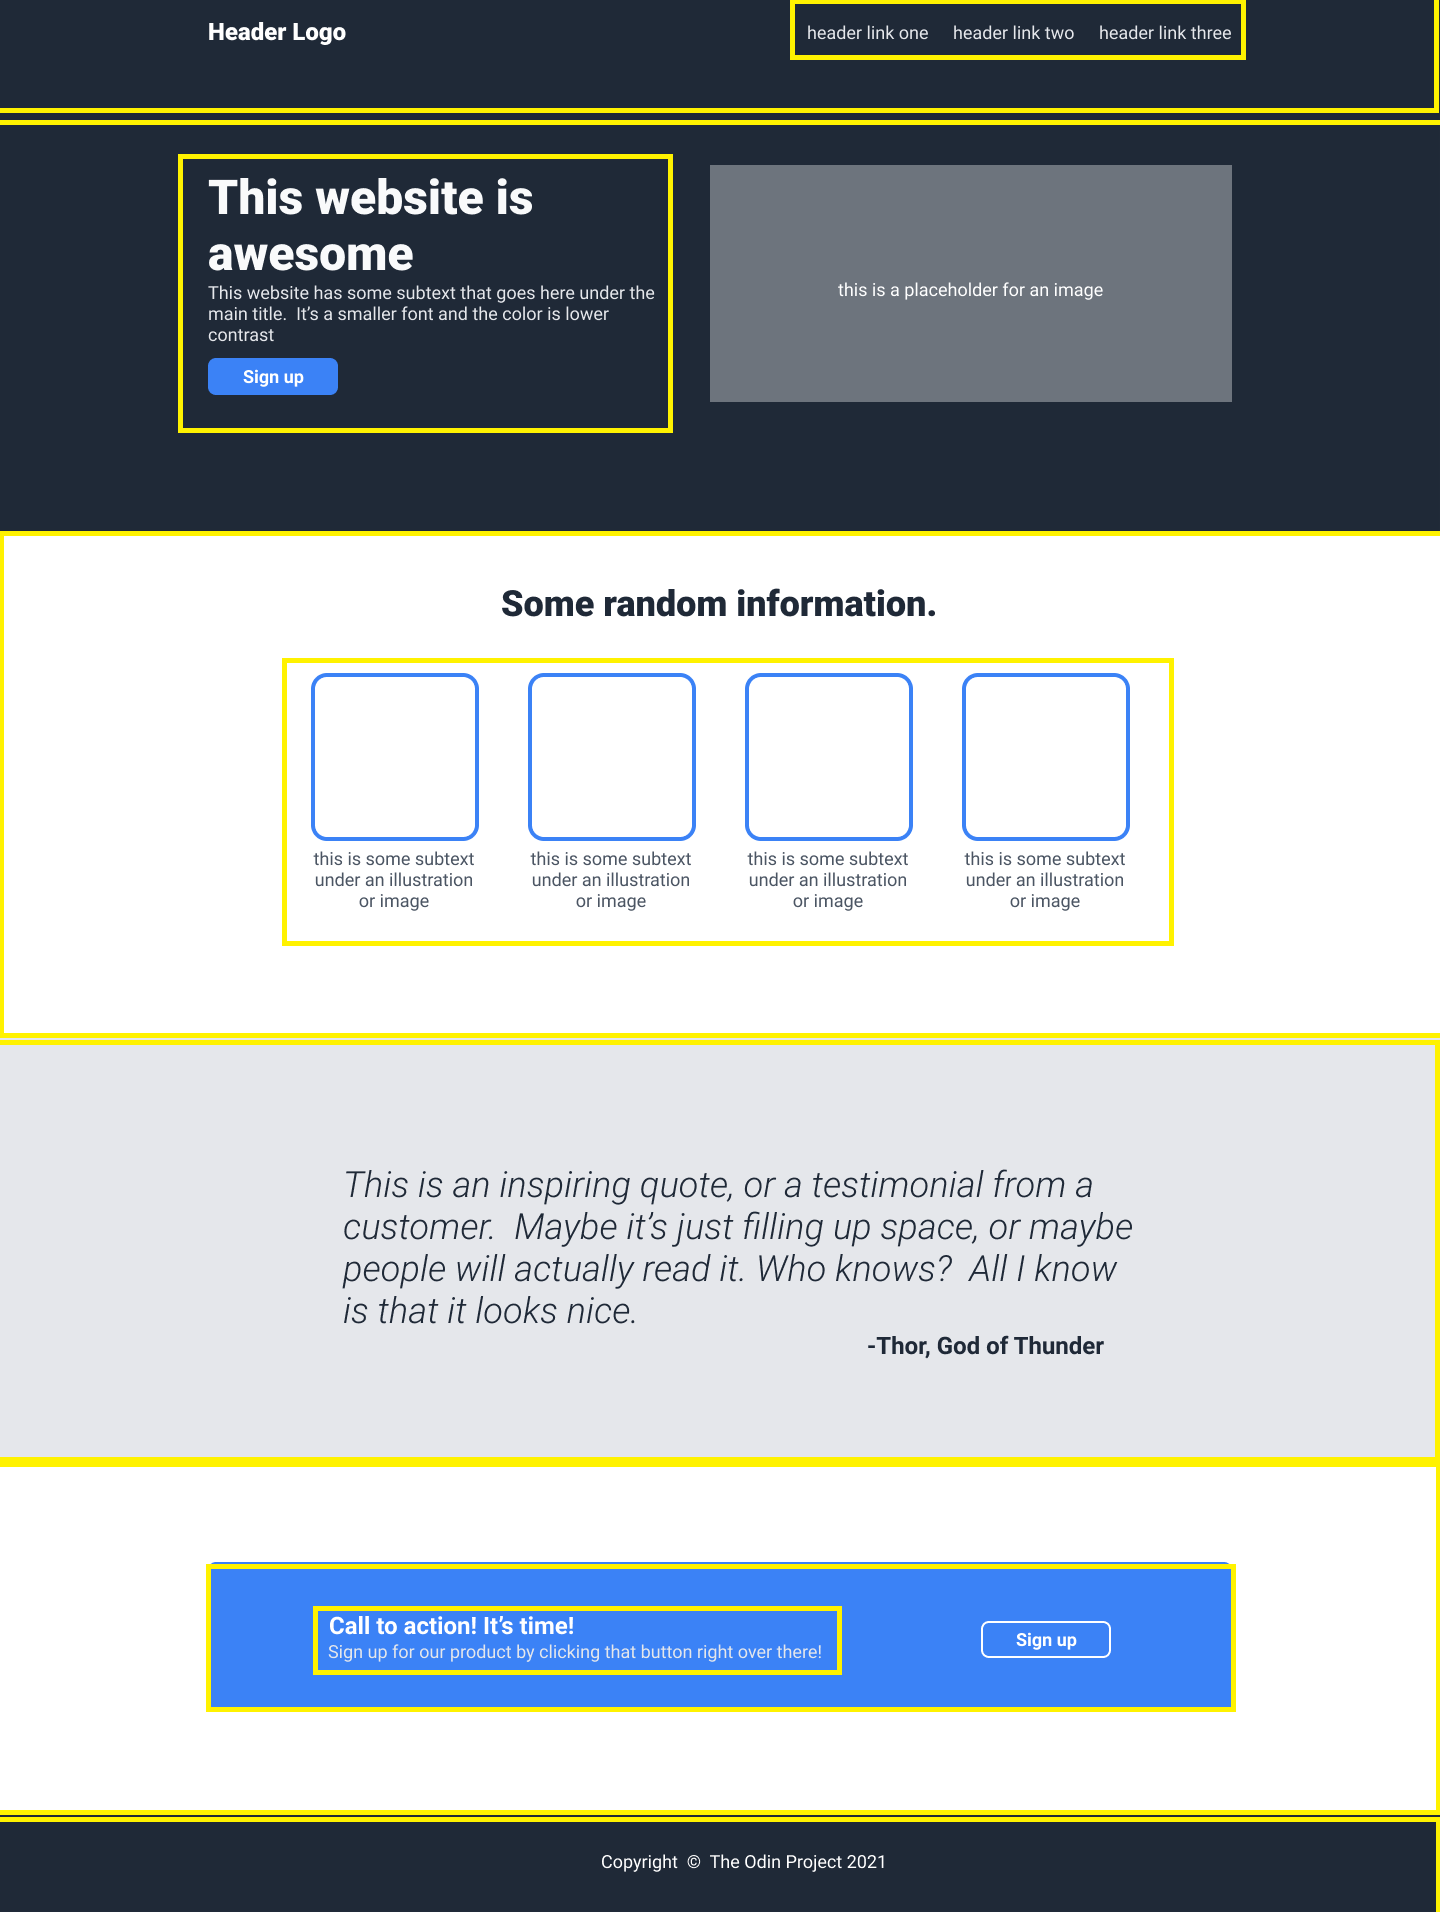 Header Logo
header link one
header link two
header link three
This website is
awesome
This website has some subtext that goes here under the
main title.  It’s a smaller font and the color is lower
contrast
Sign up
this is a placeholder for an image
Some random information.
this is some subtext
under an illustration
or image
this is some subtext
under an illustration
or image
this is some subtext
under an illustration
or image
this is some subtext
under an illustration
or image
This is an inspiring quote, or a testimonial from a
customer.  Maybe it’s just filling up space, or maybe
people will actually read it. Who knows?  All I know
is that it looks nice.
-Thor, God of Thunder
Call to action! It’s time!
Sign up for our product by clicking that button right over there!
Sign up
Copyright  ©  The Odin Project 2021